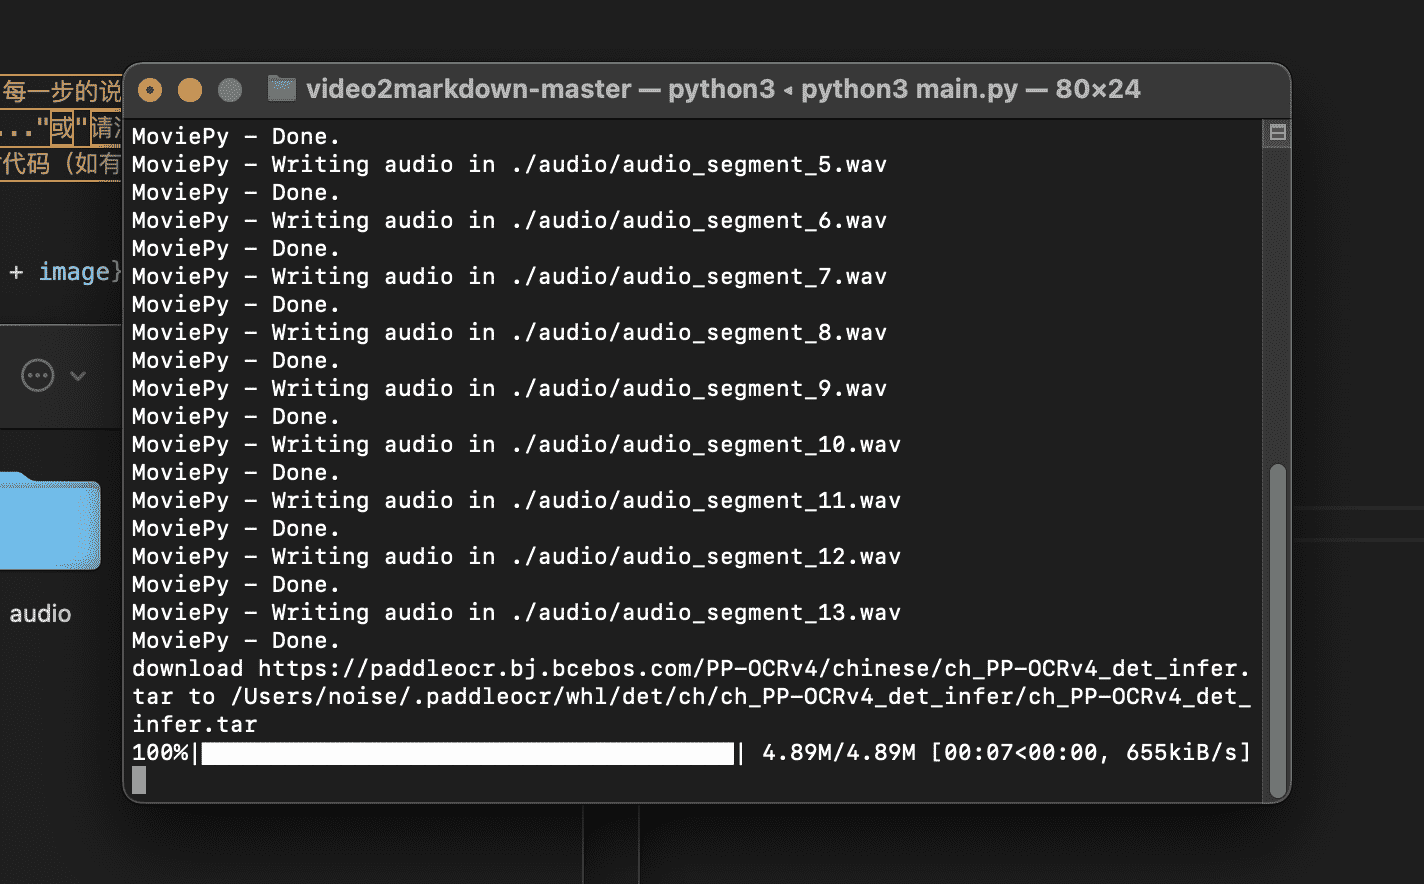 video2markdown-master — python3 ◂ python3 main.py — 80×24
每一步的说
..."或"请
代码（如有
+ image}
audio
MoviePy - Done.
MoviePy - Writing audio in ./audio/audio_segment_5.wav
MoviePy - Done.
MoviePy - Writing audio in ./audio/audio_segment_6.wav
MoviePy - Done.
MoviePy - Writing audio in ./audio/audio_segment_7.wav
MoviePy - Done.
MoviePy - Writing audio in ./audio/audio_segment_8.wav
MoviePy - Done.
MoviePy - Writing audio in ./audio/audio_segment_9.wav
MoviePy - Done.
MoviePy - Writing audio in ./audio/audio_segment_10.wav
MoviePy - Done.
MoviePy - Writing audio in ./audio/audio_segment_11.wav
MoviePy - Done.
MoviePy - Writing audio in ./audio/audio_segment_12.wav
MoviePy - Done.
MoviePy - Writing audio in ./audio/audio_segment_13.wav
MoviePy - Done.
download https://paddleocr.bj.bcebos.com/PP-OCRv4/chinese/ch_PP-OCRv4_det_infer.
tar to /Users/noise/.paddleocr/whl/det/ch/ch_PP-OCRv4_det_infer/ch_PP-OCRv4_det_
infer.tar
100%| | 4.89M/4.89M [00:07<00:00, 655kiB/s]